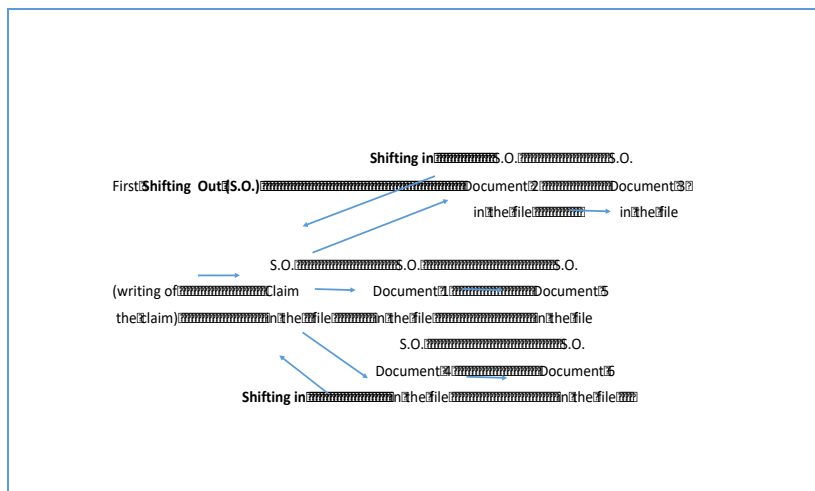 Shifting in S.O. S.O.
First Shifting Out (S.O.) Document 2 Document 3
in the file in the file
S.O. S.O. S.O.
(writing of Claim Document 1 Document 5
the claim) in the file in the file in the file
S.O. S.O.
Document 4 Document 6
Shifting in in the file in the file